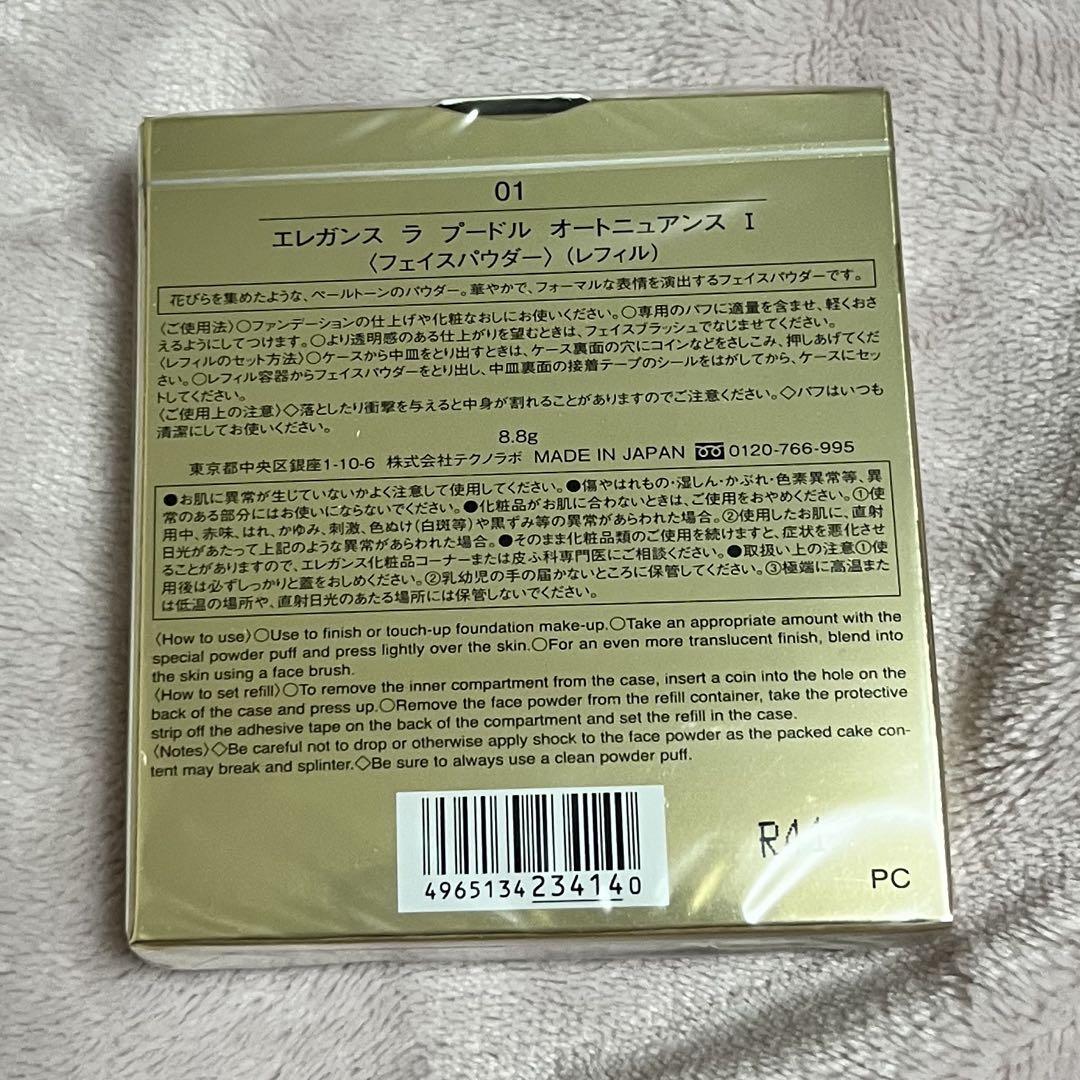 01
エレガンス ラ プードル オートニュアンス I
〈フェイスパウダー〉(レフィル)
花びらを集めたような、ペールトーンのパウダー。華やかで、フォーマルな表情を演出するフェイスパウダーです。
〈ご使用法〉○ファンデーションの仕上げや化粧なおしにお使いください。○専用のパフに適量を含ませ、軽くおさ
えるようにしてつけます。○より透明感のある仕上がりを望むときは、フェイスブラッシュでなじませてください。
〈レフィルのセット方法〉○ケースから中皿をとり出すときは、ケース裏面の穴にコインなどをさしこみ、押しあげてくだ
さい。○レフィル容器からフェイスパウダーをとり出し、中皿裏面の接着テープのシールをはがしてから、ケースにセッ
トしてください。
〈ご使用上の注意〉◇落としたり衝撃を与えると中身が割れることがありますのでご注意ください。◇パフはいつも
清潔にしてお使いください。
8.8g
東京都中央区銀座1-10-6 株式会社テクノラボ MADE IN JAPAN 0120-766-995
●お肌に異常が生じていないかよく注意して使用してください。●傷やはれもの・湿しん・かぶれ・色素異常等、異
常のある部分にはお使いにならないでください。●化粧品がお肌に合わないときは、ご使用をおやめください。①使
用中、赤味、はれ、かゆみ、刺激、色ぬけ(白斑等)や黒ずみ等の異常があらわれた場合。②使用したお肌に、直射
日光があたって上記のような異常があらわれた場合。●そのまま化粧品類のご使用を続けますと、症状を悪化させ
ることがありますので、エレガンス化粧品コーナーまたは皮ふ科専門医にご相談ください。●取扱い上の注意①使
用後は必ずしっかりと蓋をおしめください。②乳幼児の手の届かないところに保管してください。③極端に高温また
は低温の場所や、直射日光のあたる場所には保管しないでください。
〈How to use〉○Use to finish or touch-up foundation make-up.○Take an appropriate amount with the
special powder puff and press lightly over the skin.○For an even more translucent finish, blend into
the skin using a face brush.
〈How to set refill〉○To remove the inner compartment from the case, insert a coin into the hole on the
back of the case and press up.○Remove the face powder from the refill container, take the protective
strip off the adhesive tape on the back of the compartment and set the refill in the case.
〈Notes〉◇Be careful not to drop or otherwise apply shock to the face powder as the packed cake con-
tent may break and splinter.◇Be sure to always use a clean powder puff.
4965134234140
PC